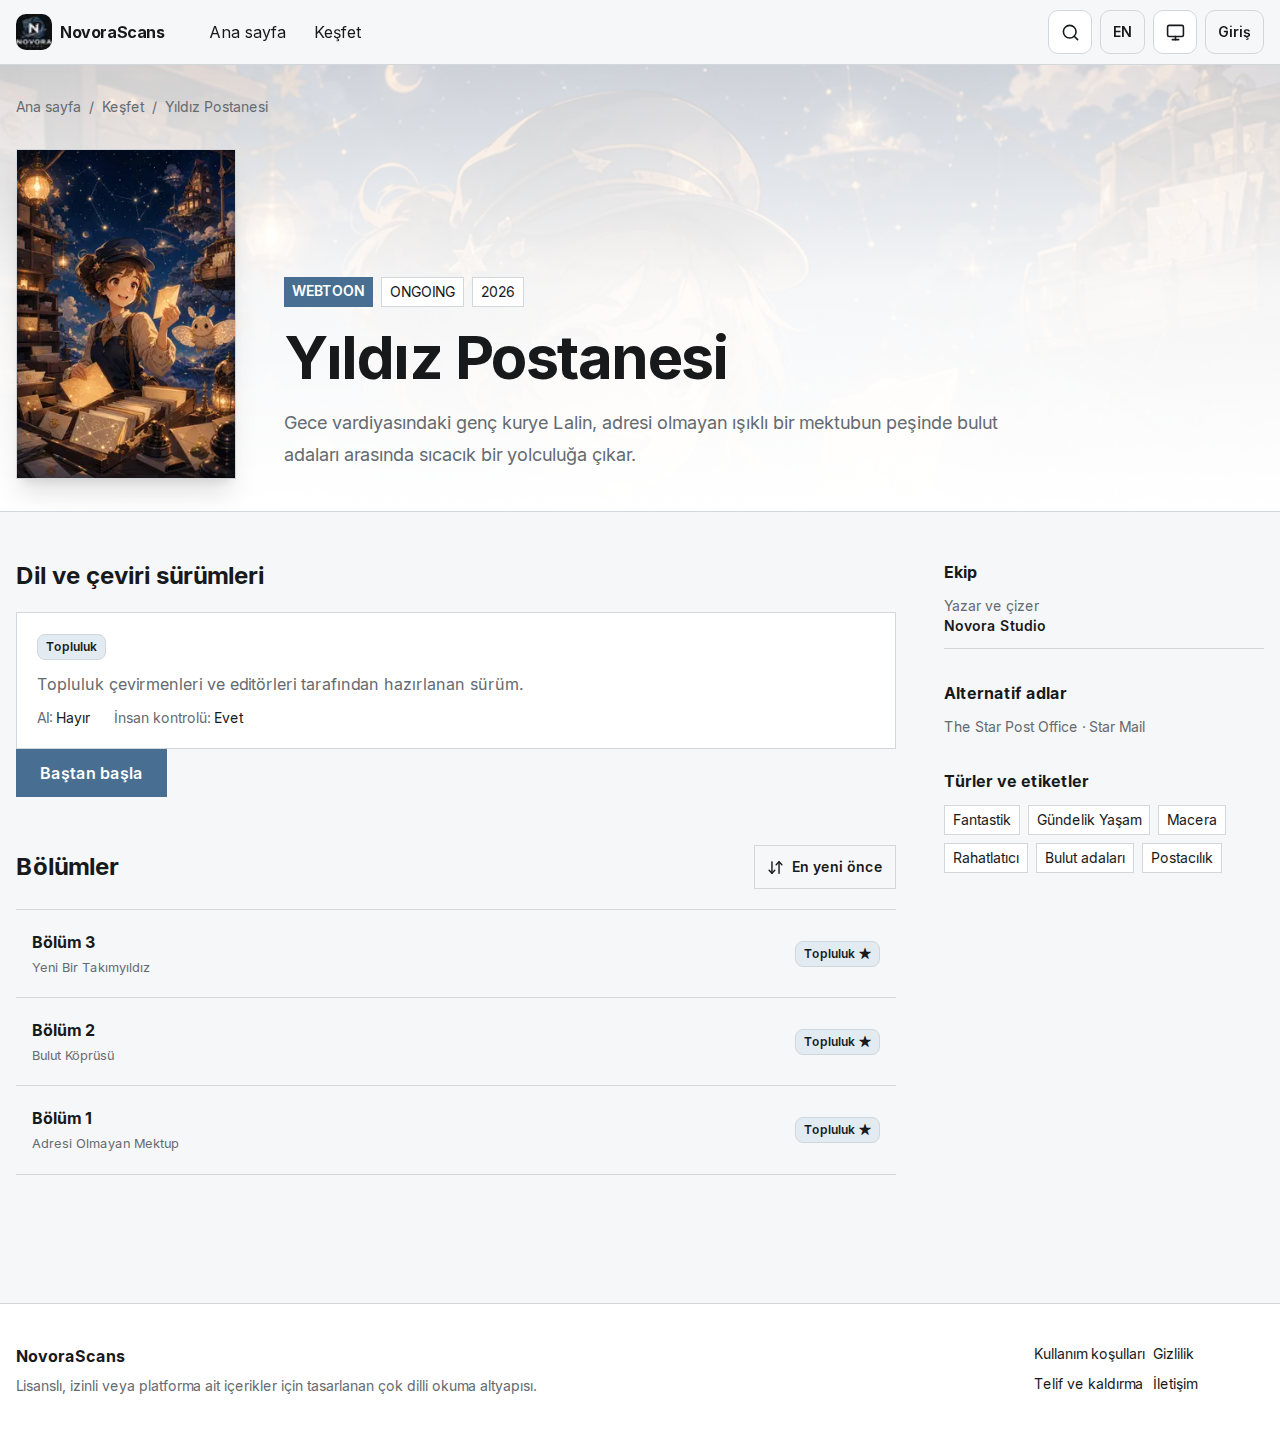 N
NOVORA
NovoraScans
Ana sayfa
Keşfet
EN
Giriş
Ana sayfa / Keşfet / Yıldız Postanesi
WEBTOON
ONGOING
2026
Yıldız Postanesi
Gece vardiyasındaki genç kurye Lalin, adresi olmayan ışıklı bir mektubun peşinde bulut
adaları arasında sıcacık bir yolculuğa çıkar.
Dil ve çeviri sürümleri
Topluluk
Topluluk çevirmenleri ve editörleri tarafından hazırlanan sürüm.
AI: Hayır İnsan kontrolü: Evet
Baştan başla
Bölümler
En yeni önce
Bölüm 3
Yeni Bir Takımyıldız
Topluluk ★
Bölüm 2
Bulut Köprüsü
Topluluk ★
Bölüm 1
Adresi Olmayan Mektup
Topluluk ★
Ekip
Yazar ve çizer
Novora Studio
Alternatif adlar
The Star Post Office · Star Mail
Türler ve etiketler
Fantastik
Gündelik Yaşam
Macera
Rahatlatıcı
Bulut adaları
Postacılık
NovoraScans
Lisanslı, izinli veya platforma ait içerikler için tasarlanan çok dilli okuma altyapısı.
Kullanım koşulları
Gizlilik
Telif ve kaldırma
İletişim